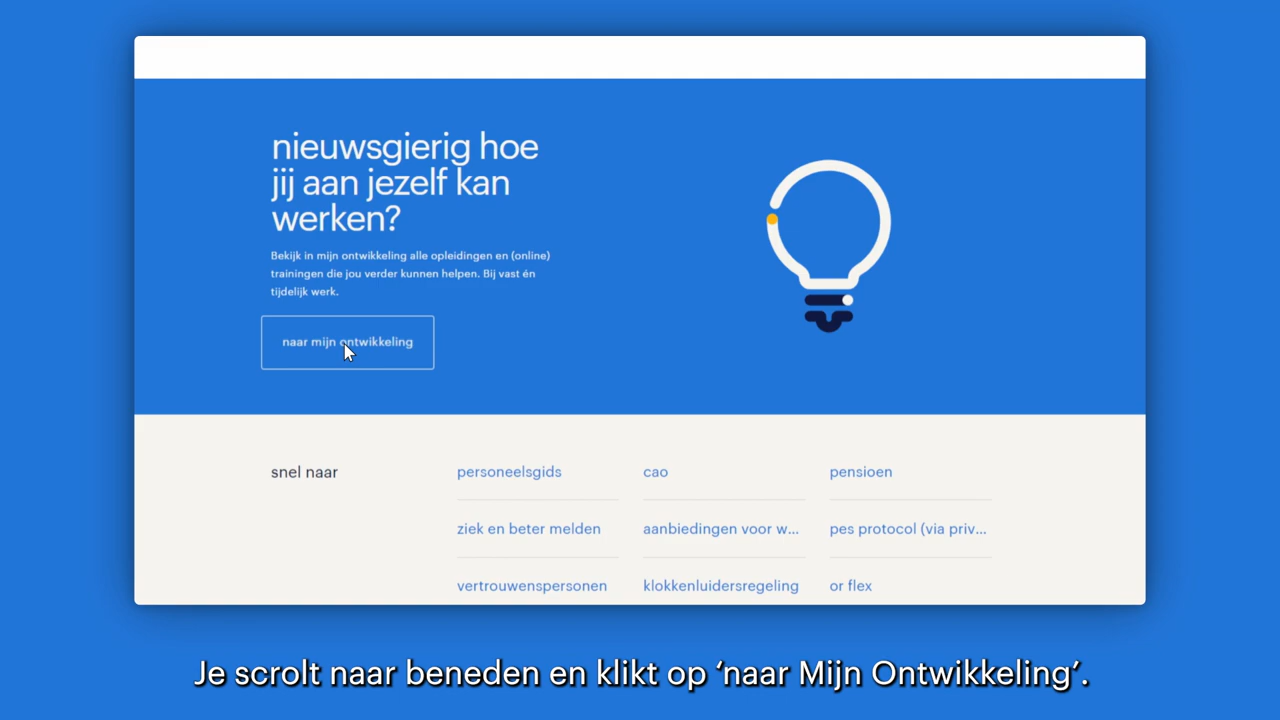 nieuwsgierig hoe
jij aan jezelf kan
werken?
Bekijk in mijn ontwikkeling alle opleidingen en (online)
trainingen die jou verder kunnen helpen. Bij vast én
tijdelijk werk.
naar mijn ontwikkeling
snel naar
personeelsgids
cao
pensioen
ziek en beter melden
aanbiedingen voor w...
pes protocol (via priv...
vertrouwenspersonen
klokkenluidersregeling
or flex
Je scrolt naar beneden en klikt op ‘naar Mijn Ontwikkeling’.